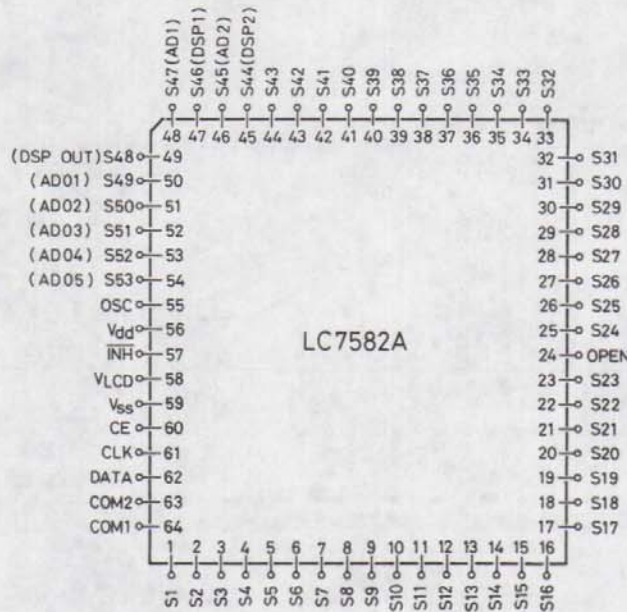 S47(AD1) S46(DSP1) S45(AD2) S44(DSP2) S43 S42 S41 S40 S39 S38 S37 S36 S35 S34 S33 S32
48 47 46 45 44 43 42 41 40 39 38 37 36 35 34 33
(DSP OUT) S48 49
(AD01) S49 50
(AD02) S50 51
(AD03) S51 52
(AD04) S52 53
(AD05) S53 54
OSC 55
Vdd 56
I̅N̅H̅ 57
VLCD 58
Vss 59
CE 60
CLK 61
DATA 62
COM2 63
COM1 64
LC7582A
32 S31
31 S30
30 S29
29 S28
28 S27
27 S26
26 S25
25 S24
24 OPEN
23 S23
22 S22
21 S21
20 S20
19 S19
18 S18
17 S17
1 2 3 4 5 6 7 8 9 10 11 12 13 14 15 16
S1 S2 S3 S4 S5 S6 S7 S8 S9 S10 S11 S12 S13 S14 S15 S16